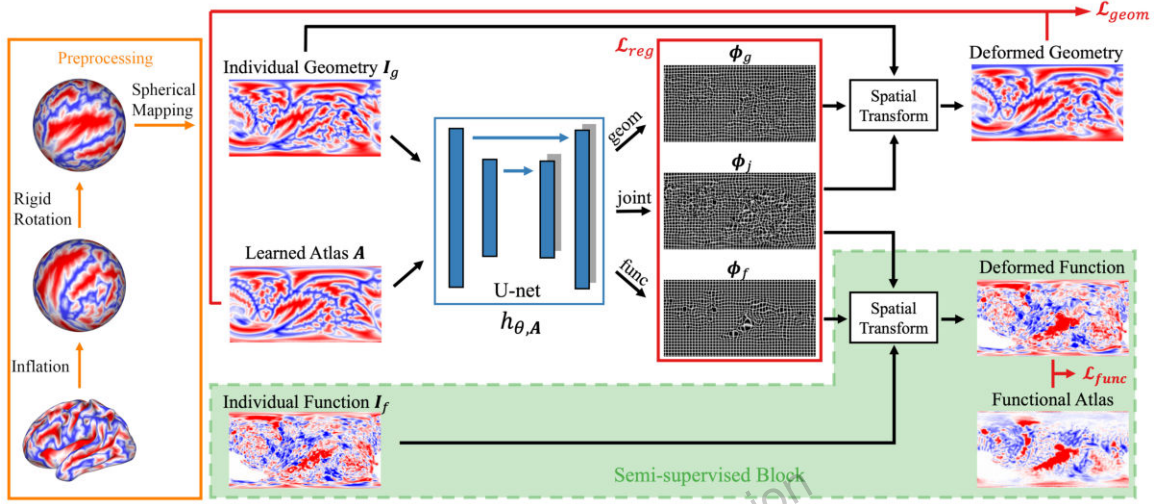 Preprocessing
Spherical
Mapping
Rigid
Rotation
Inflation
Individual Geometry I_g
Learned Atlas A
U-net
h_θ,A
geom
joint
func
ℒ_reg
ϕ_g
ϕ_j
ϕ_f
Spatial
Transform
Spatial
Transform
ℒ_geom
Deformed Geometry
Deformed Function
ℒ_func
Functional Atlas
Individual Function I_f
Semi-supervised Block